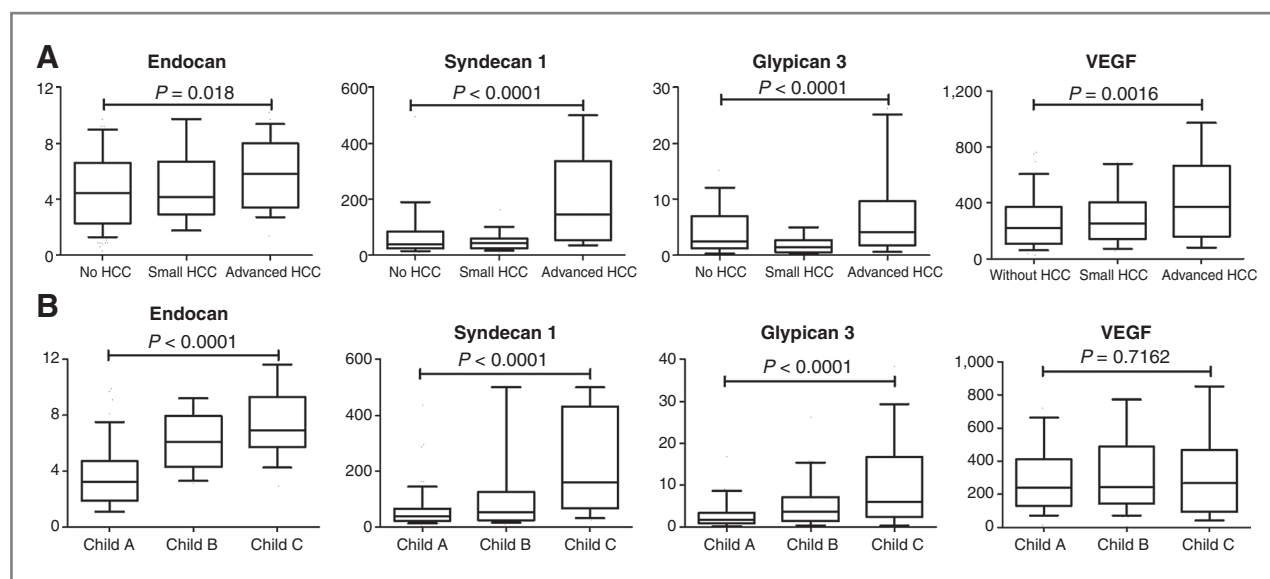 A
Endocan
Syndecan 1
Glypican 3
VEGF
P = 0.018
P < 0.0001
P < 0.0001
P = 0.0016
12
8
4
0
No HCC Small HCC Advanced HCC
600
400
200
0
No HCC Small HCC Advanced HCC
30
20
10
0
No HCC Small HCC Advanced HCC
1,200
800
400
0
Without HCC Small HCC Advanced HCC
B
Endocan
Syndecan 1
Glypican 3
VEGF
P < 0.0001
P < 0.0001
P < 0.0001
P = 0.7162
12
8
4
0
Child A Child B Child C
600
400
200
0
Child A Child B Child C
40
30
20
10
0
Child A Child B Child C
1,000
800
600
400
200
0
Child A Child B Child C